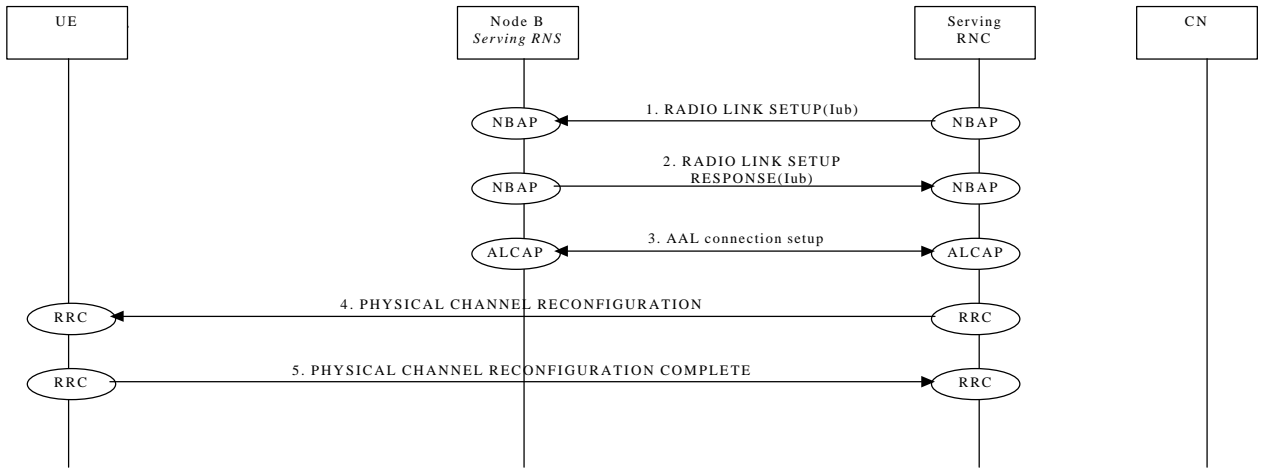 UE
Node B
Serving RNS
Serving
RNC
CN
1. RADIO LINK SETUP(Iub)
NBAP
NBAP
2. RADIO LINK SETUP
RESPONSE(Iub)
NBAP
NBAP
3. AAL connection setup
ALCAP
ALCAP
4. PHYSICAL CHANNEL RECONFIGURATION
RRC
RRC
5. PHYSICAL CHANNEL RECONFIGURATION COMPLETE
RRC
RRC